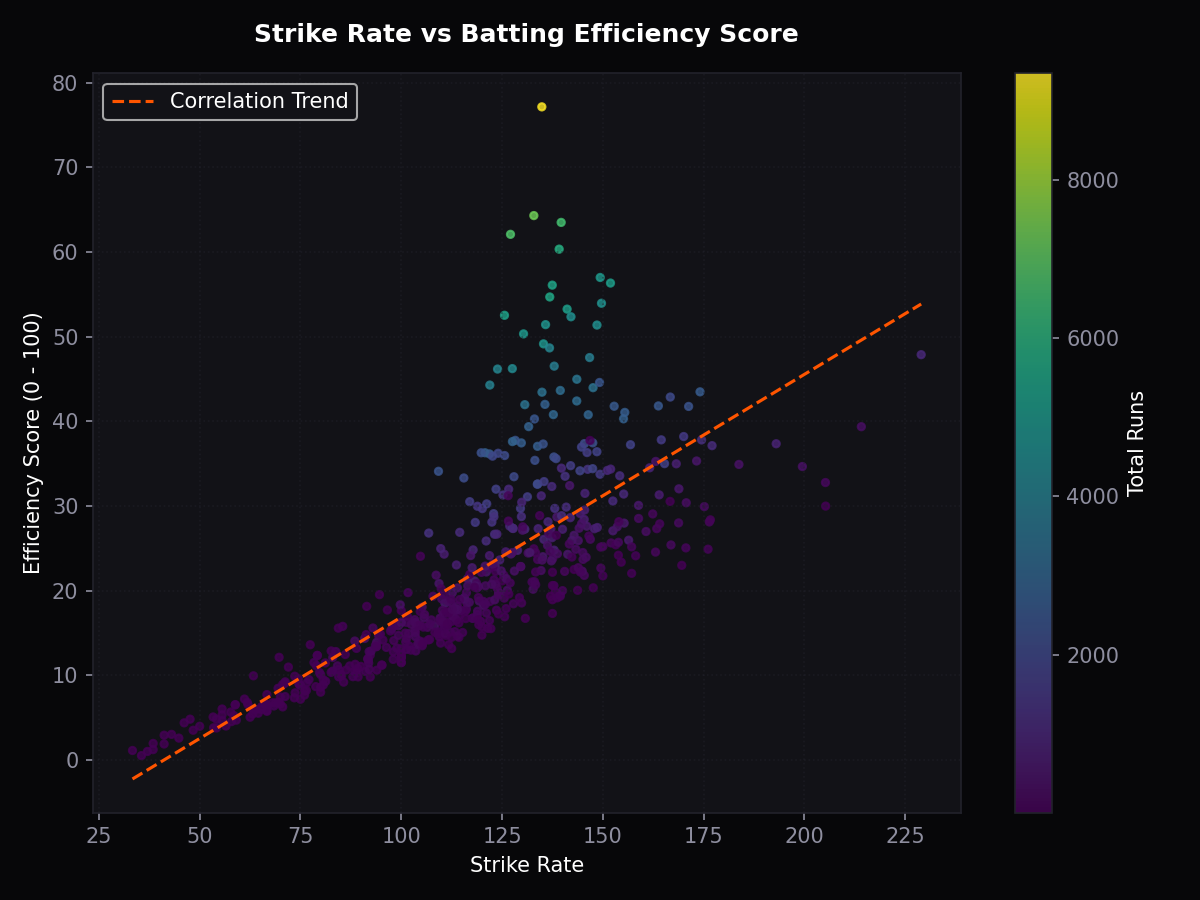 Strike Rate vs Batting Efficiency Score
Correlation Trend
Efficiency Score (0 - 100)
80
70
60
50
40
30
20
10
0
25 50 75 100 125 150 175 200 225
Strike Rate
8000
6000
4000
2000
Total Runs